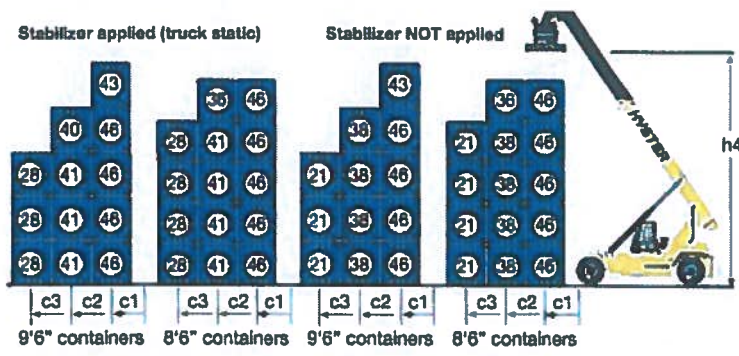 Stabilizer applied (truck static)
Stabilizer NOT applied
43 36 46 43 36 46
40 46 28 41 46 38 46 21 38 46
28 41 46 28 41 46 21 38 46 21 38 46
28 41 46 28 41 46 21 38 46 21 38 46
28 41 46 28 41 46 21 38 46 21 38 46
HYSTER
h4
c3 c2 c1 c3 c2 c1 c3 c2 c1 c3 c2 c1
9'6" containers 8'6" containers 9'6" containers 8'6" containers